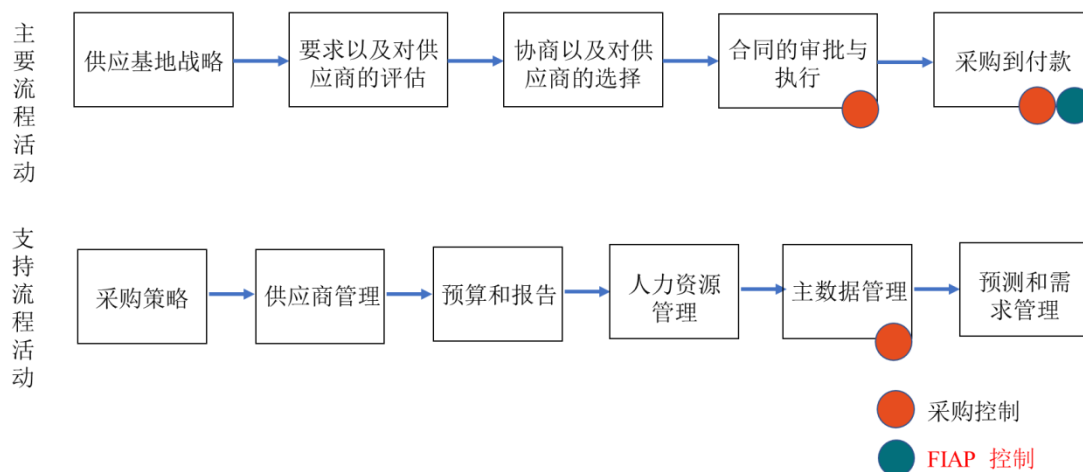 主要流程活动
供应基地战略
要求以及对供
应商的评估
协商以及对供
应商的选择
合同的审批与
执行
采购到付款
支持流程活动
采购策略
供应商管理
预算和报告
人力资源
管理
主数据管理
预测和需
求管理
采购控制
FIAP 控制